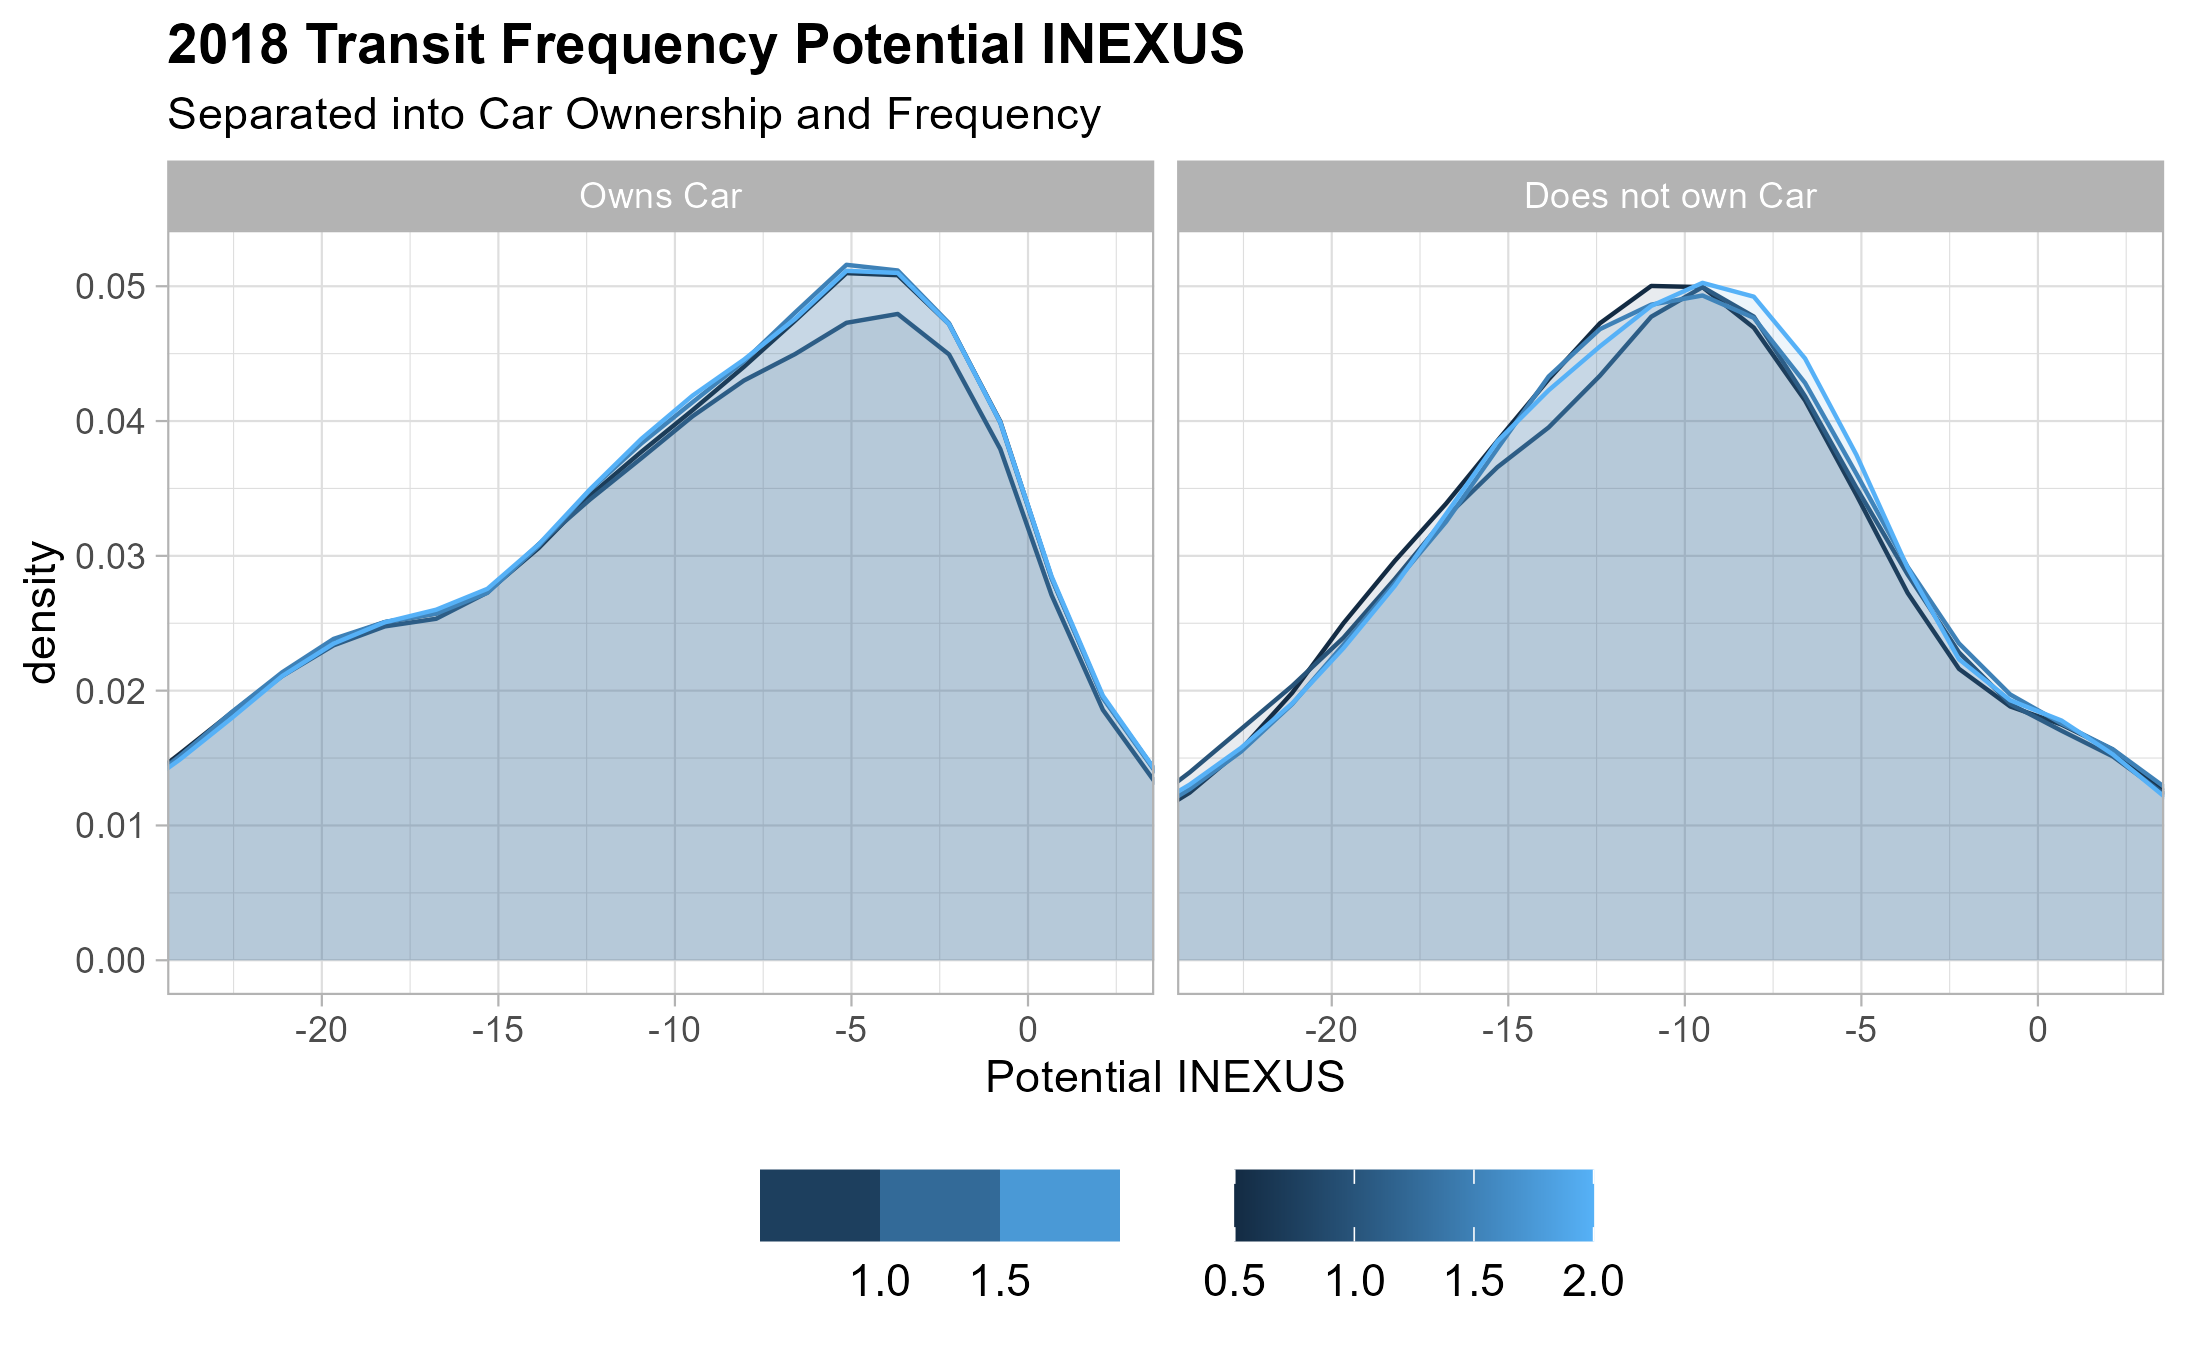 2018 Transit Frequency Potential INEXUS
Separated into Car Ownership and Frequency
Owns Car
Does not own Car
density
0.05
0.04
0.03
0.02
0.01
0.00
-20 -15 -10 -5 0
-20 -15 -10 -5 0
Potential INEXUS
1.0 1.5
0.5 1.0 1.5 2.0